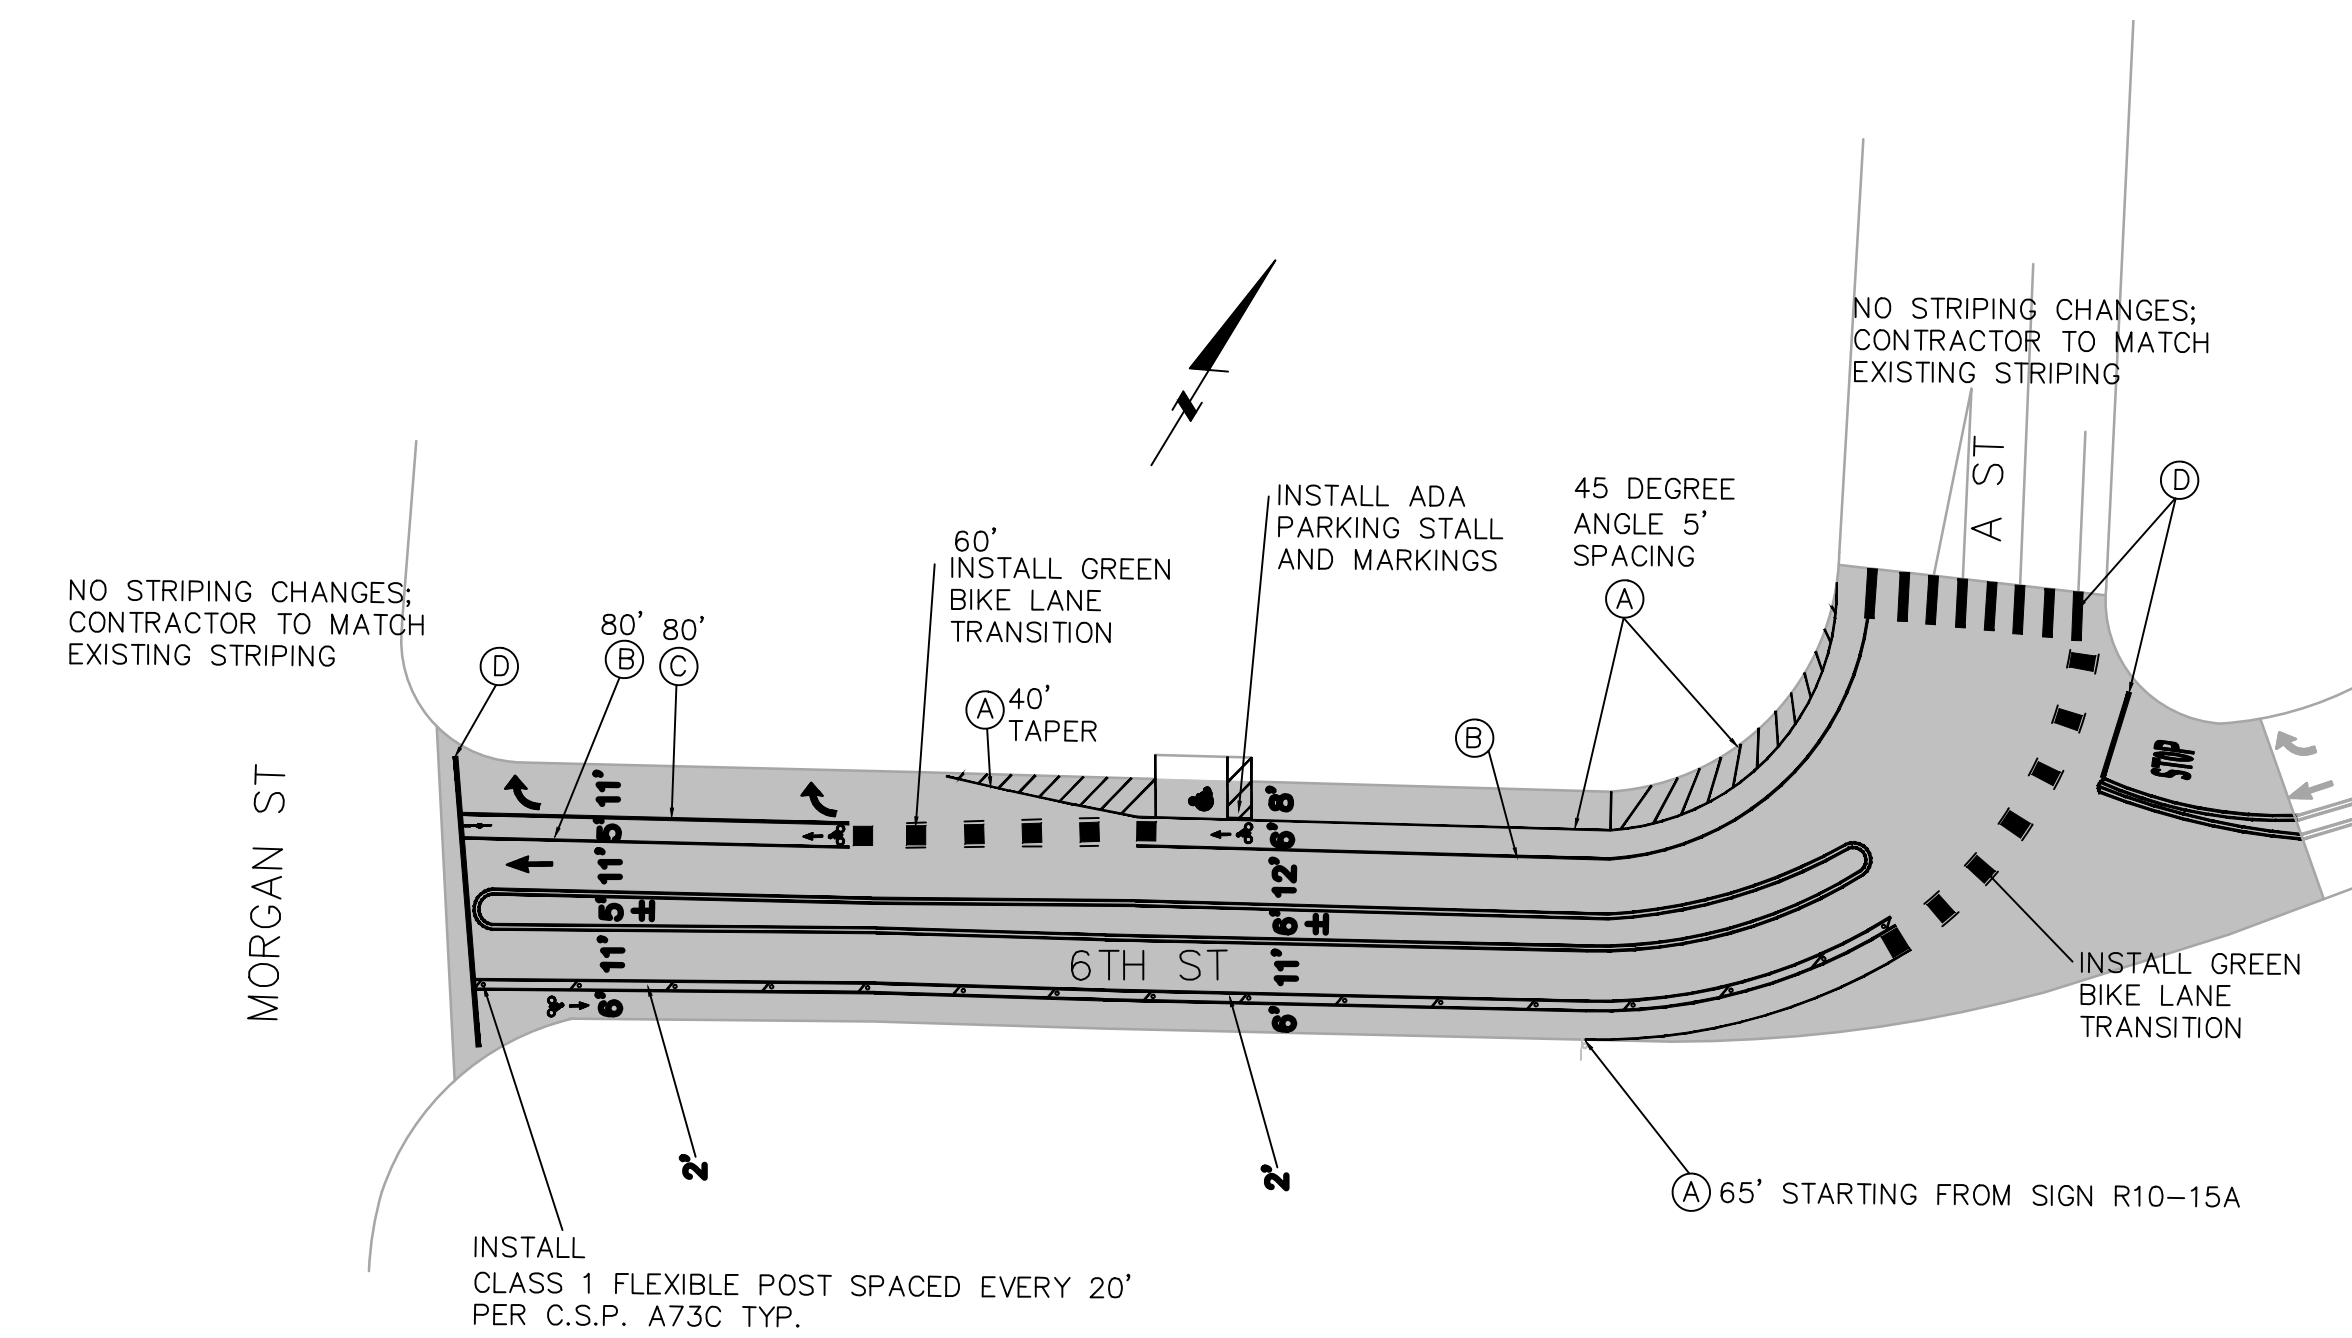 NO STRIPING CHANGES;
CONTRACTOR TO MATCH
EXISTING STRIPING
A ST
D
45 DEGREE
ANGLE 5'
SPACING
A
INSTALL ADA
PARKING STALL
AND MARKINGS
60'
INSTALL GREEN
BIKE LANE
TRANSITION
NO STRIPING CHANGES;
CONTRACTOR TO MATCH
EXISTING STRIPING
D
80'
B
80'
C
A
40'
TAPER
B
STOP
N
MORGAN ST
11'
5'
11'
5'±
11'
6'
8'
6'
12'
6'±
11'
6'
6TH ST
INSTALL GREEN
BIKE LANE
TRANSITION
2'
2'
A 65' STARTING FROM SIGN R10-15A
INSTALL
CLASS 1 FLEXIBLE POST SPACED EVERY 20'
PER C.S.P. A73C TYP.